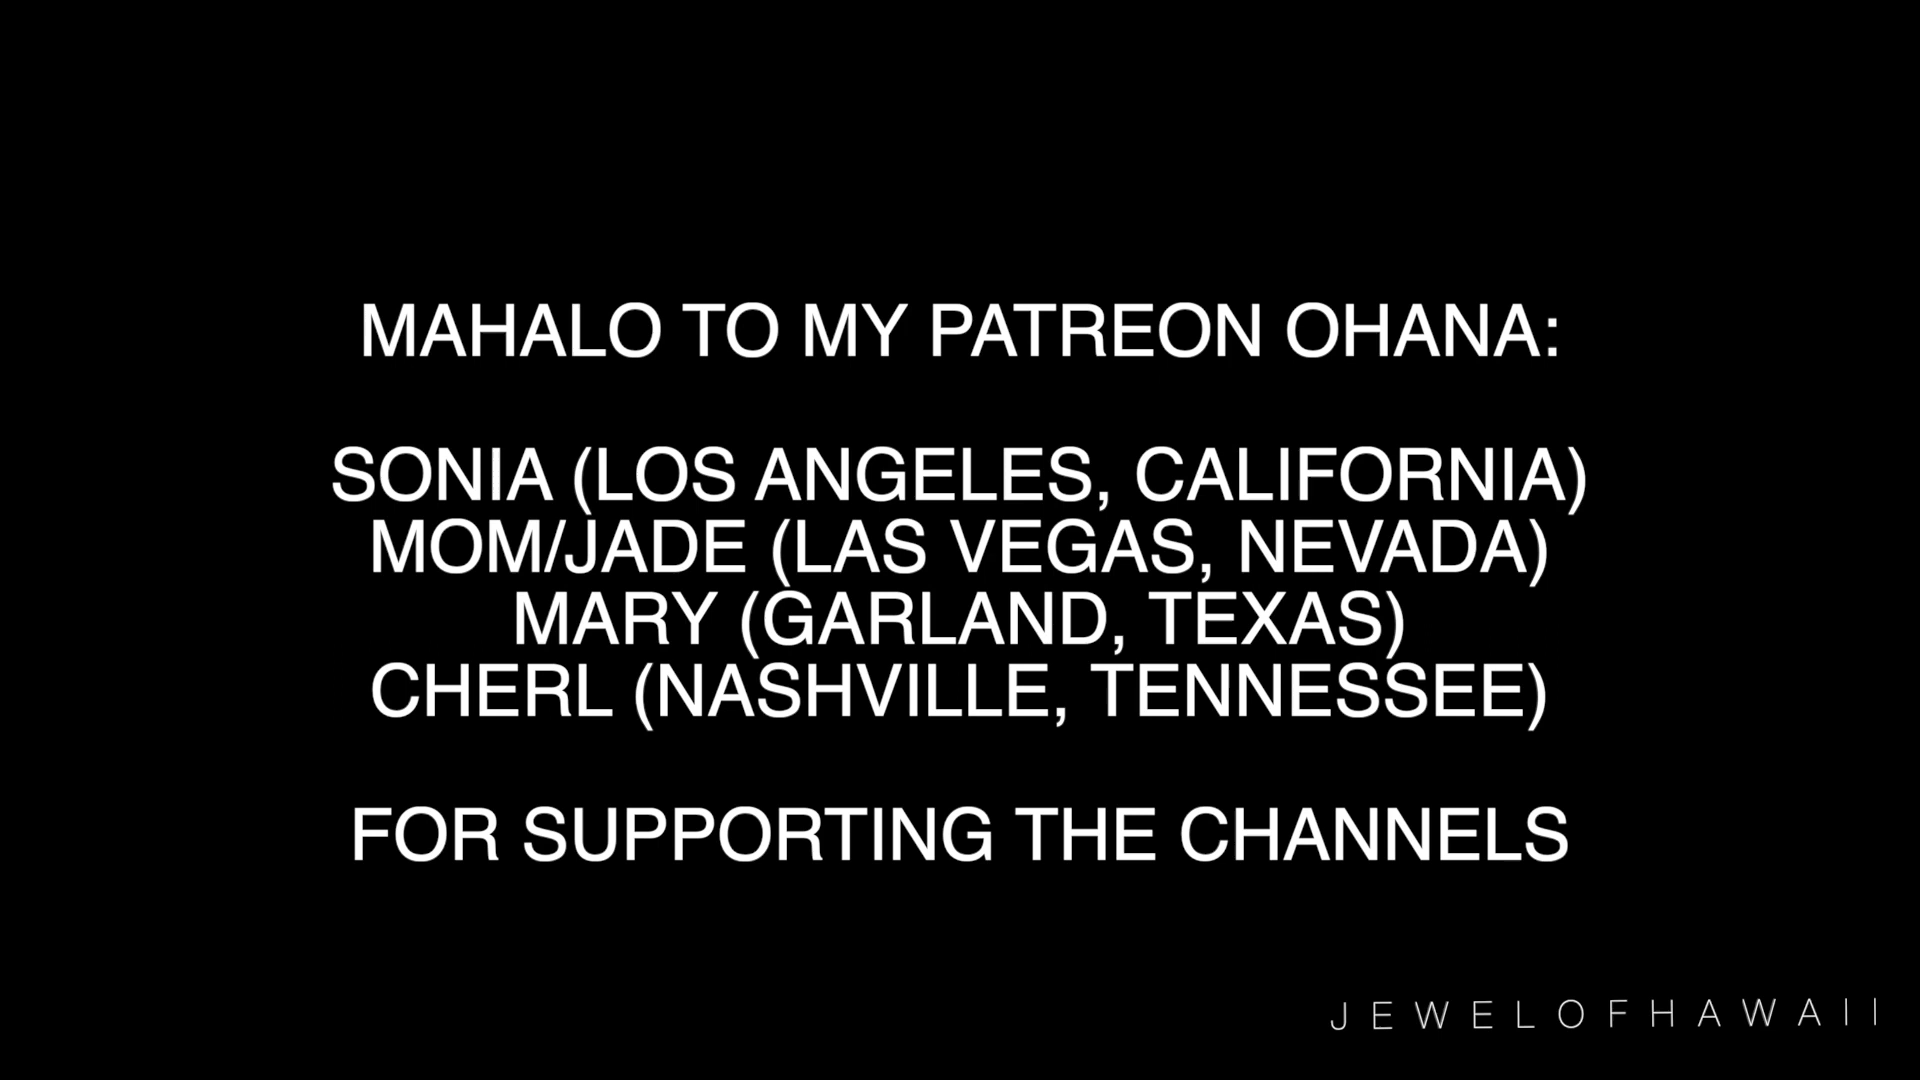 MAHALO TO MY PATREON OHANA:
SONIA (LOS ANGELES, CALIFORNIA)
MOM/JADE (LAS VEGAS, NEVADA)
MARY (GARLAND, TEXAS)
CHERL (NASHVILLE, TENNESSEE)
FOR SUPPORTING THE CHANNELS
JEWELOFHAWAII